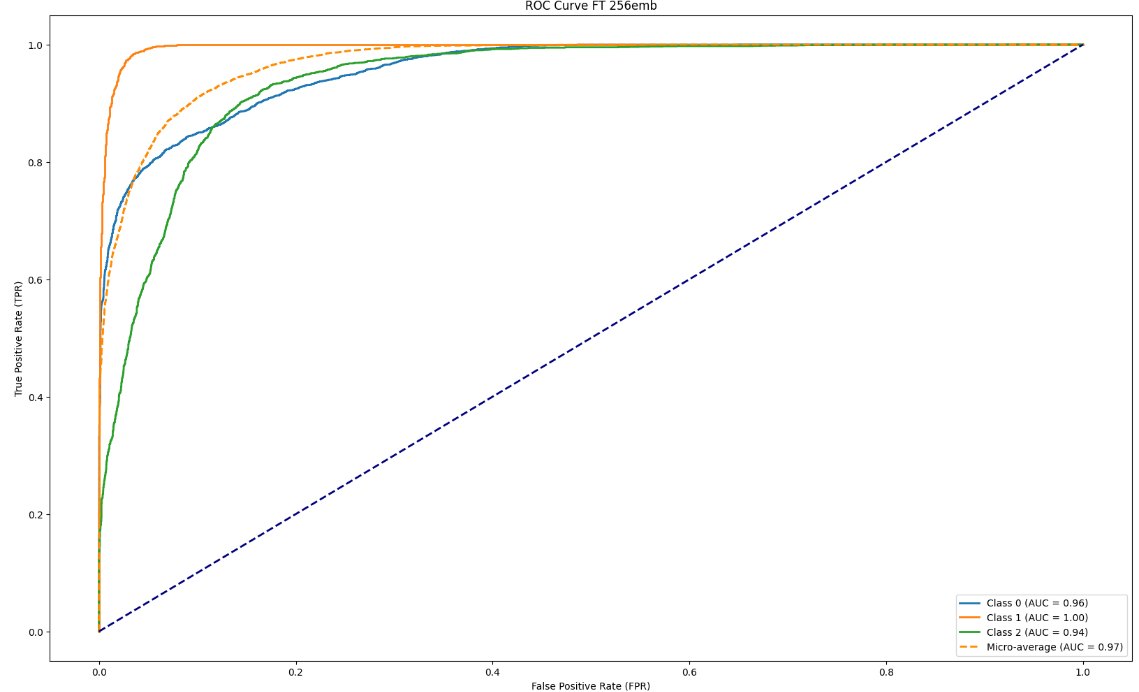 ROC Curve FT 256emb
1.0
0.8
0.6
0.4
0.2
0.0
True Positive Rate (TPR)
Class 0 (AUC = 0.96)
Class 1 (AUC = 1.00)
Class 2 (AUC = 0.94)
Micro-average (AUC = 0.97)
0.0 0.2 0.4 0.6 0.8 1.0
False Positive Rate (FPR)